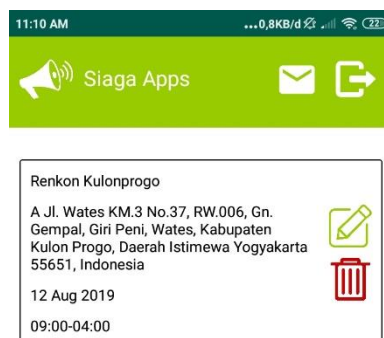 11:10 AM
...0,8KB/d
22
Siaga Apps
Renkon Kulonprogo
A Jl. Wates KM.3 No.37, RW.006, Gn.
Gempal, Giri Peni, Wates, Kabupaten
Kulon Progo, Daerah Istimewa Yogyakarta
55651, Indonesia
12 Aug 2019
09:00-04:00